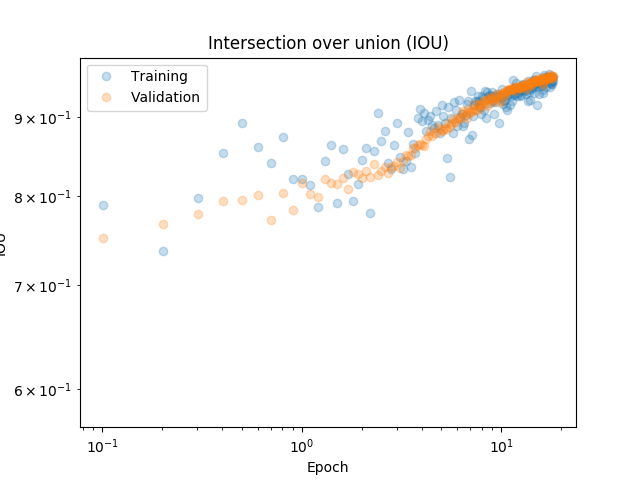 Intersection over union (IOU)
Training
Validation
9 × 10⁻¹
8 × 10⁻¹
7 × 10⁻¹
6 × 10⁻¹
IOU
10⁻¹
10⁰
10¹
Epoch